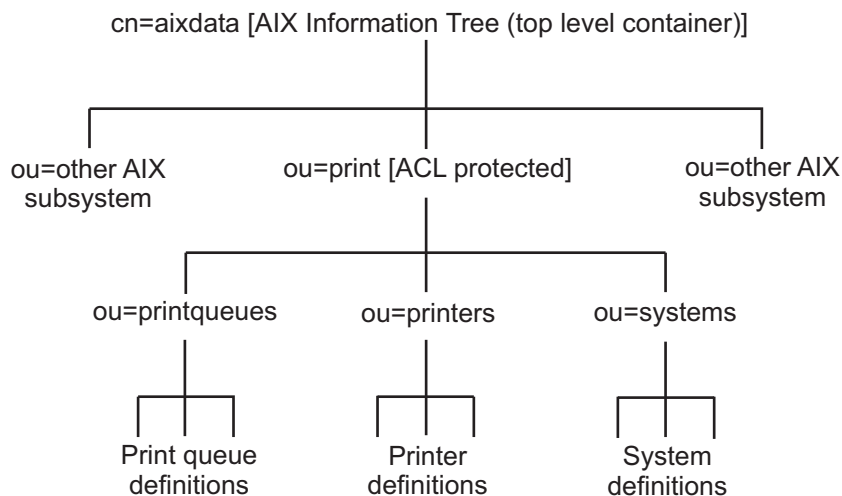 cn=aixdata [AIX Information Tree (top level container)]
ou=other AIX
subsystem
ou=print [ACL protected]
ou=other AIX
subsystem
ou=printqueues
ou=printers
ou=systems
Print queue
definitions
Printer
definitions
System
definitions